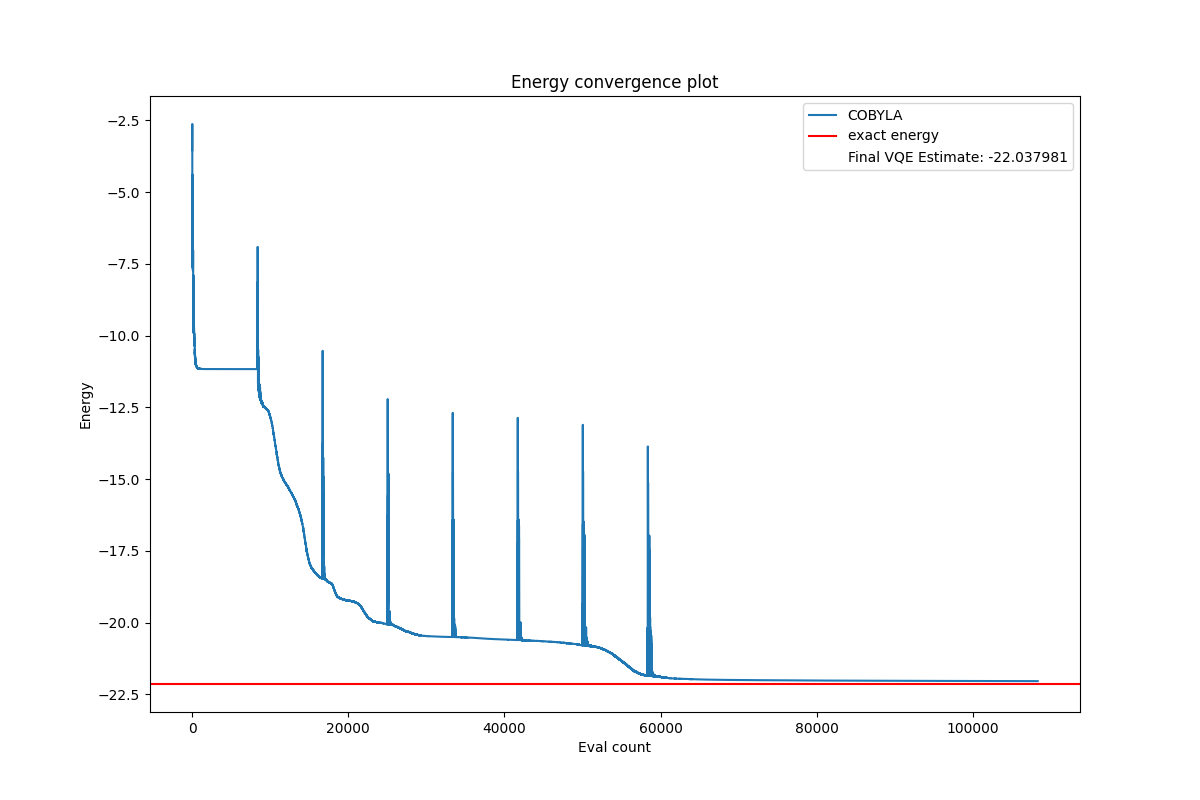 Energy convergence plot
COBYLA
exact energy
Final VQE Estimate: -22.037981
−2.5
−5.0
−7.5
−10.0
−12.5
−15.0
−17.5
−20.0
−22.5
Energy
0 20000 40000 60000 80000 100000
Eval count